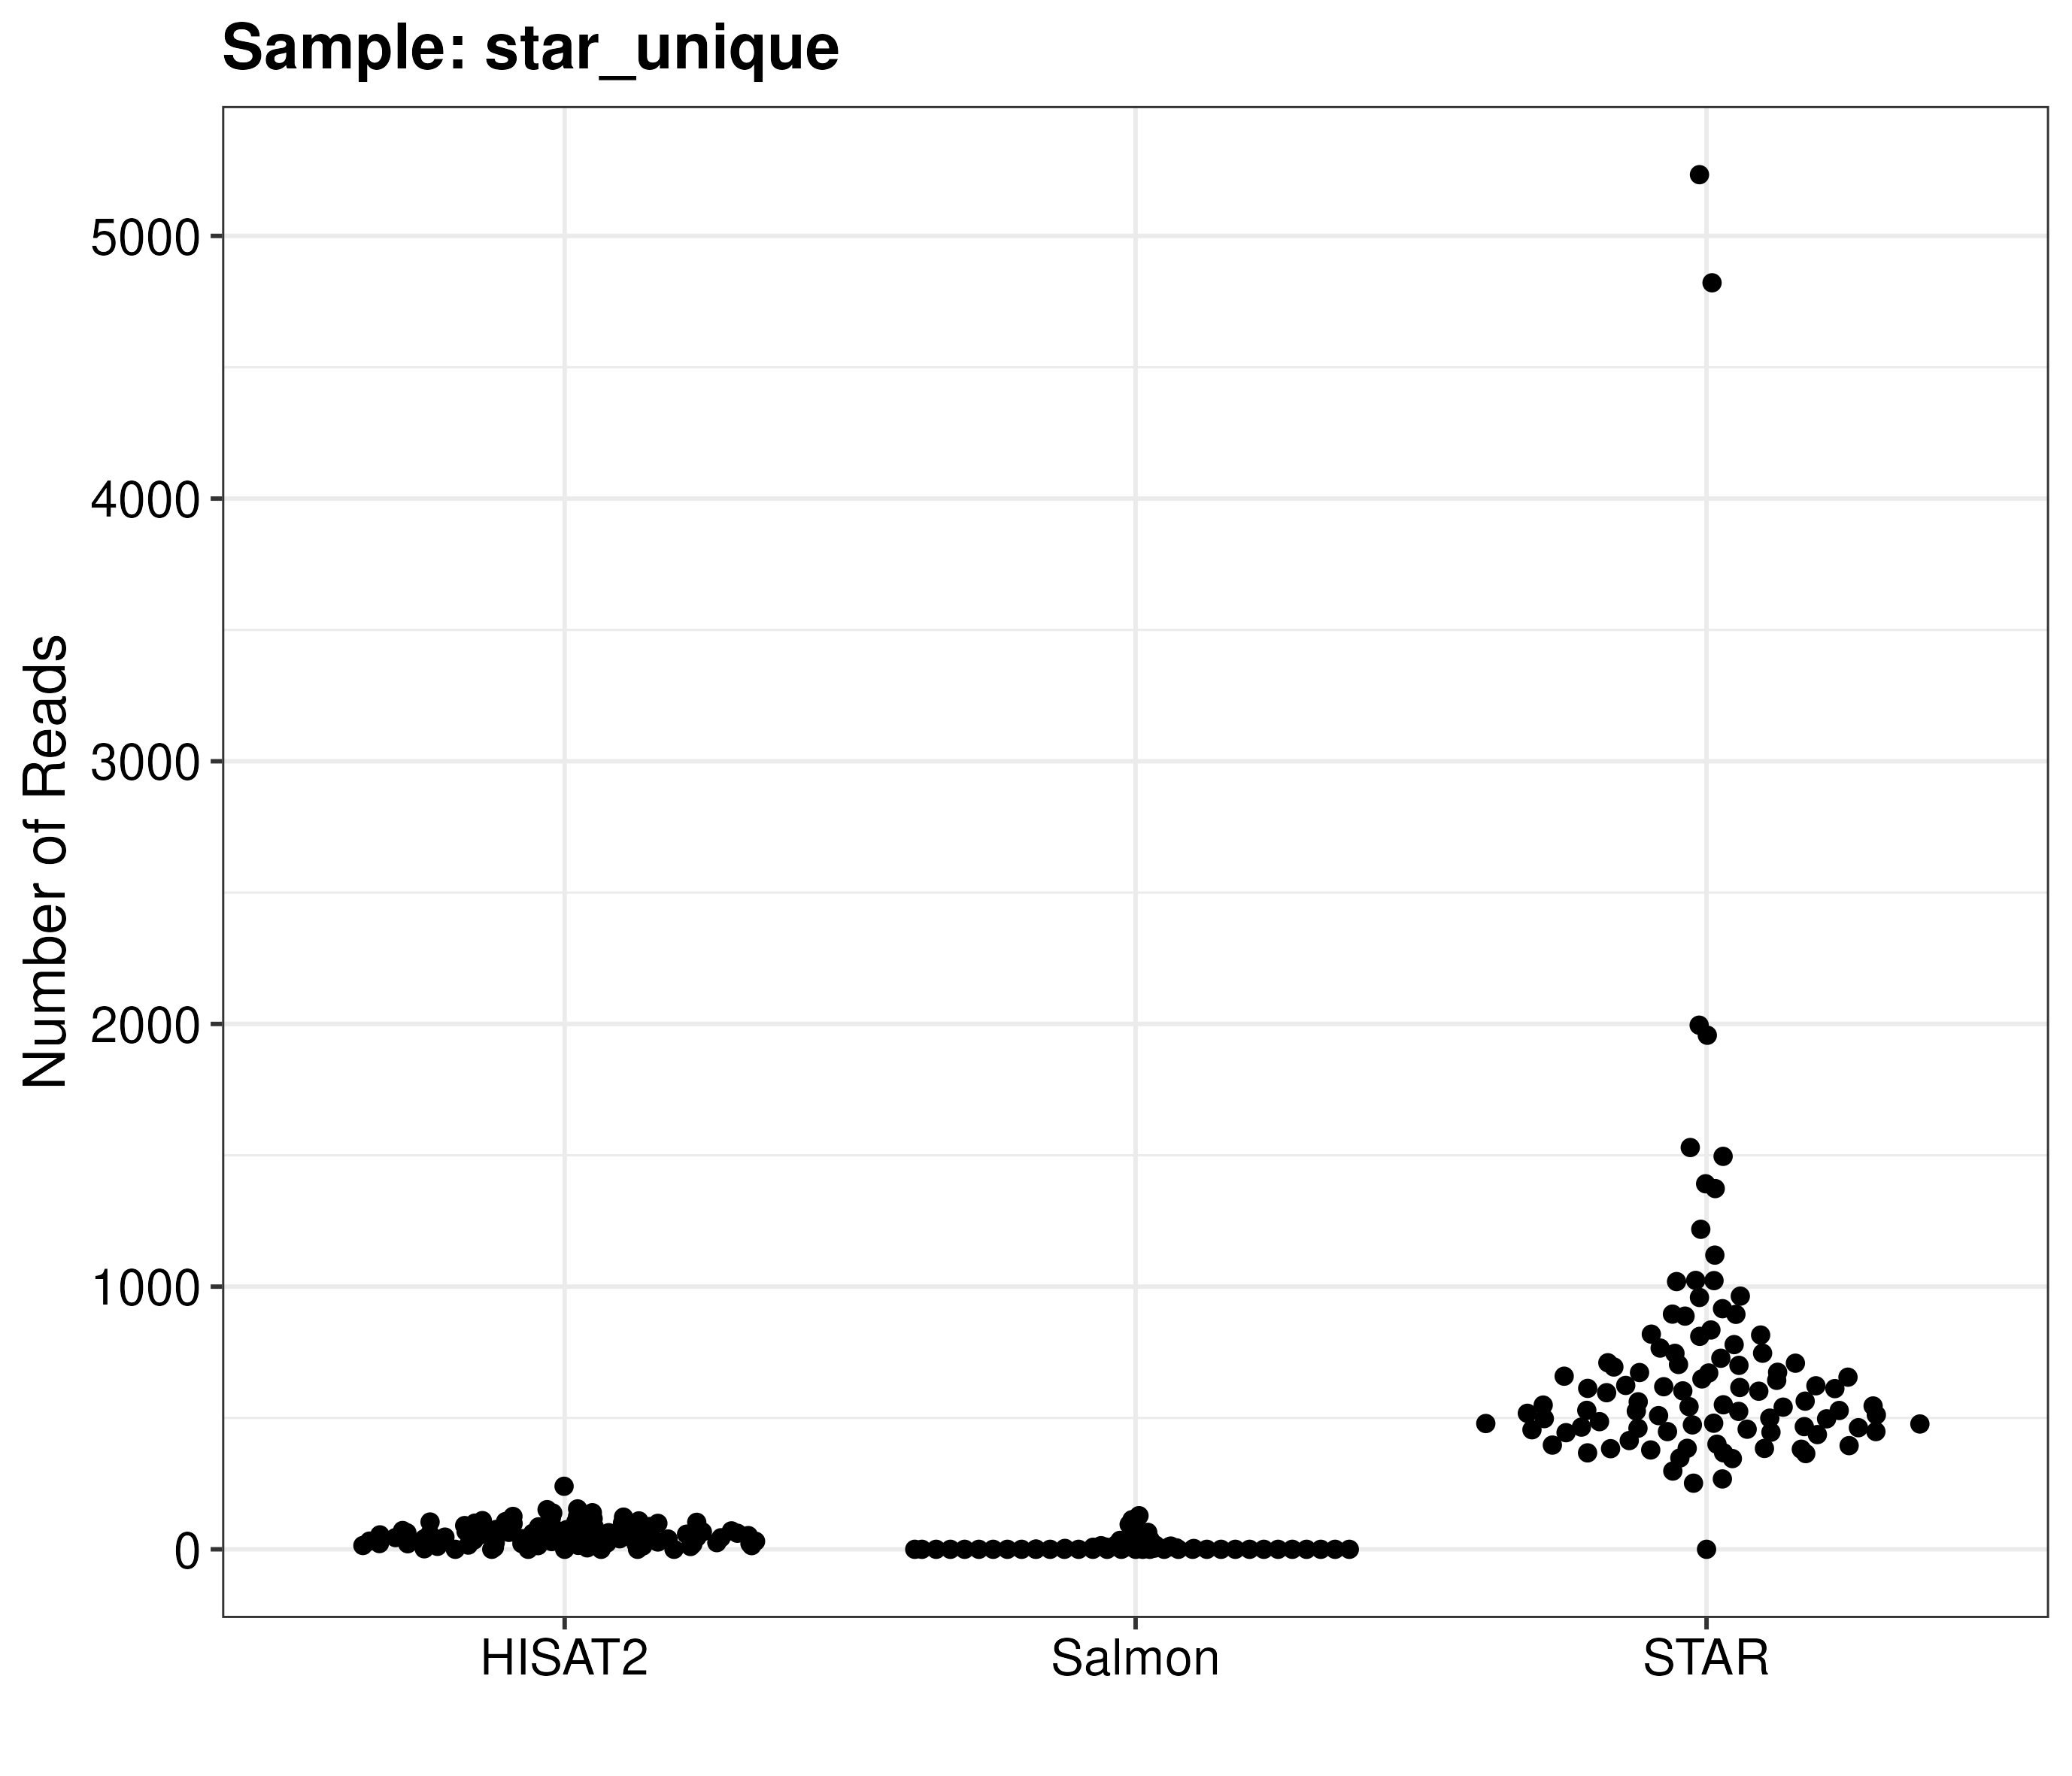 Sample: star_unique
Number of Reads
5000
4000
3000
2000
1000
0
HISAT2
Salmon
STAR